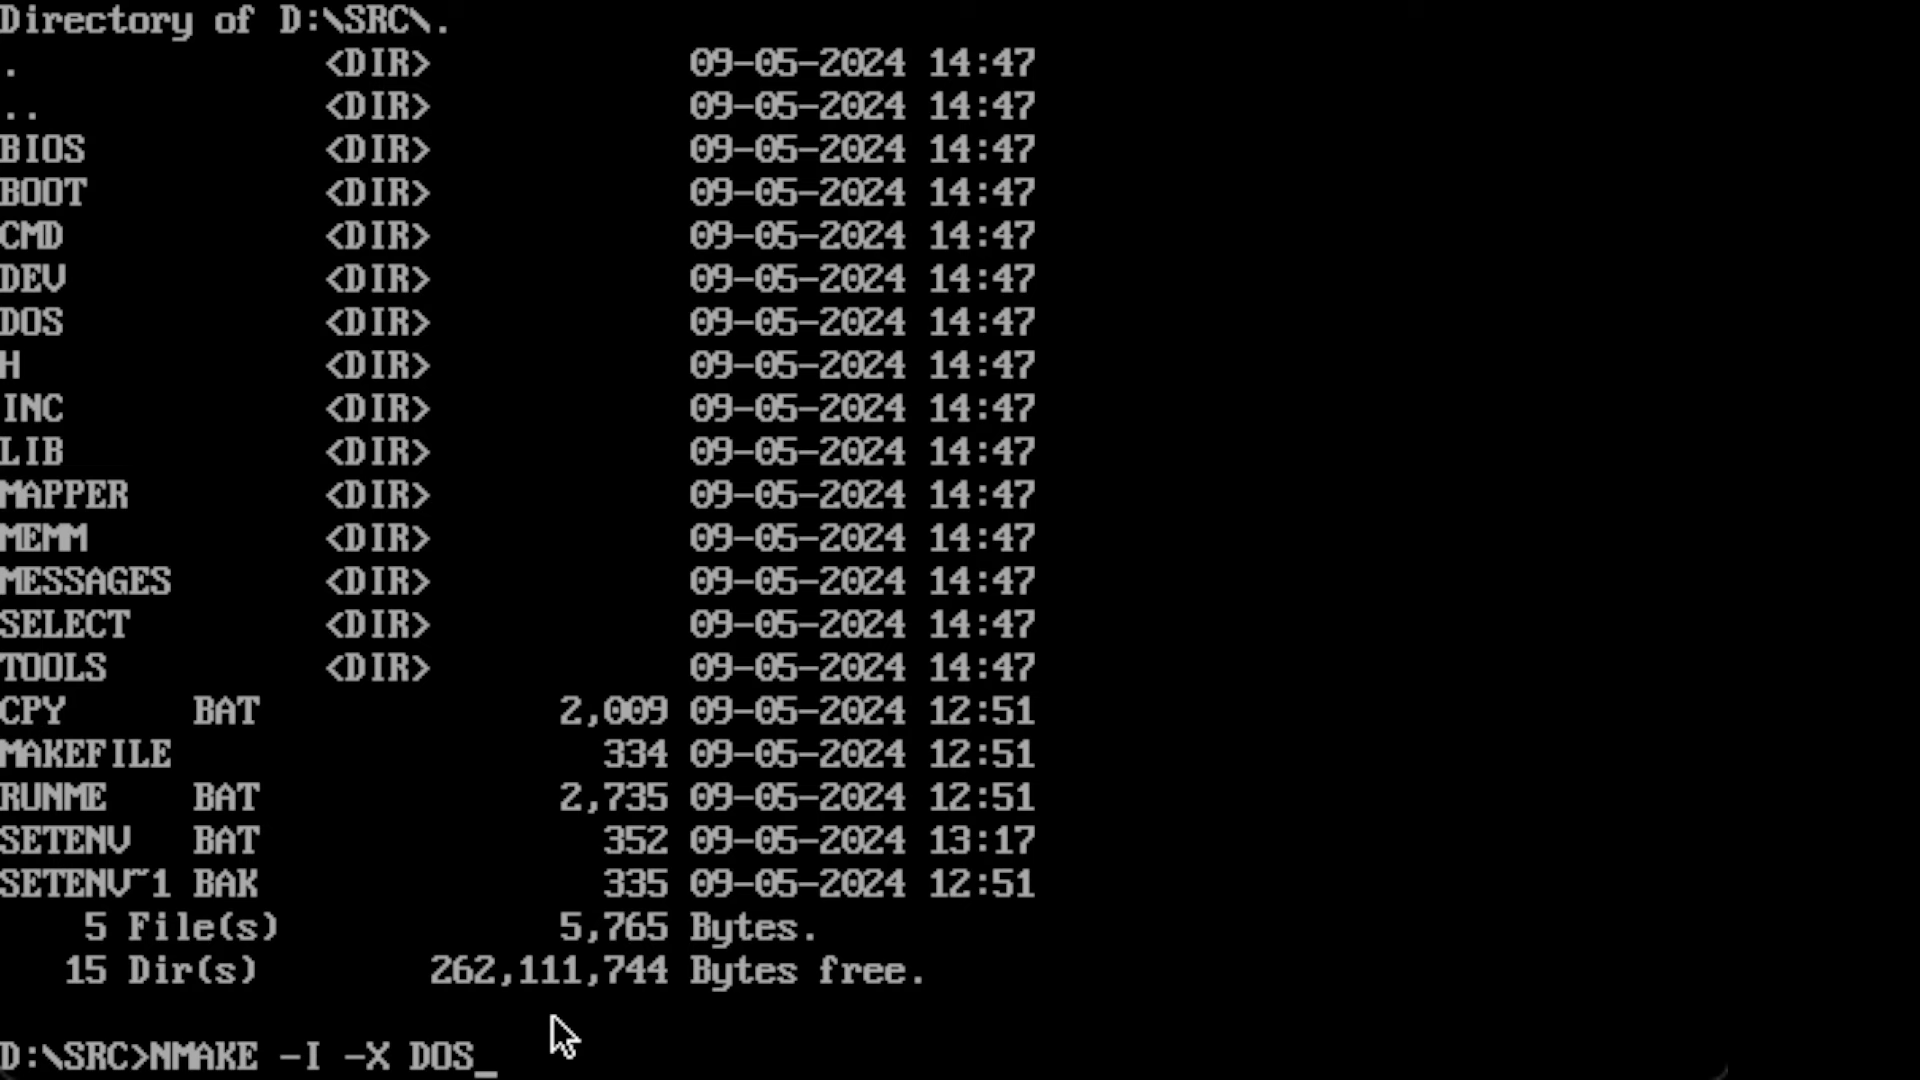 Directory of D:\SRC\.
. <DIR> 09-05-2024 14:47
.. <DIR> 09-05-2024 14:47
BIOS <DIR> 09-05-2024 14:47
BOOT <DIR> 09-05-2024 14:47
CMD <DIR> 09-05-2024 14:47
DEV <DIR> 09-05-2024 14:47
DOS <DIR> 09-05-2024 14:47
H <DIR> 09-05-2024 14:47
INC <DIR> 09-05-2024 14:47
LIB <DIR> 09-05-2024 14:47
MAPPER <DIR> 09-05-2024 14:47
MEMM <DIR> 09-05-2024 14:47
MESSAGES <DIR> 09-05-2024 14:47
SELECT <DIR> 09-05-2024 14:47
TOOLS <DIR> 09-05-2024 14:47
CPY BAT 2,009 09-05-2024 12:51
MAKEFILE 334 09-05-2024 12:51
RUNME BAT 2,735 09-05-2024 12:51
SETENV BAT 352 09-05-2024 13:17
SETENV~1 BAK 335 09-05-2024 12:51
5 File(s) 5,765 Bytes.
15 Dir(s) 262,111,744 Bytes free.
D:\SRC>NMAKE -I -X DOS_